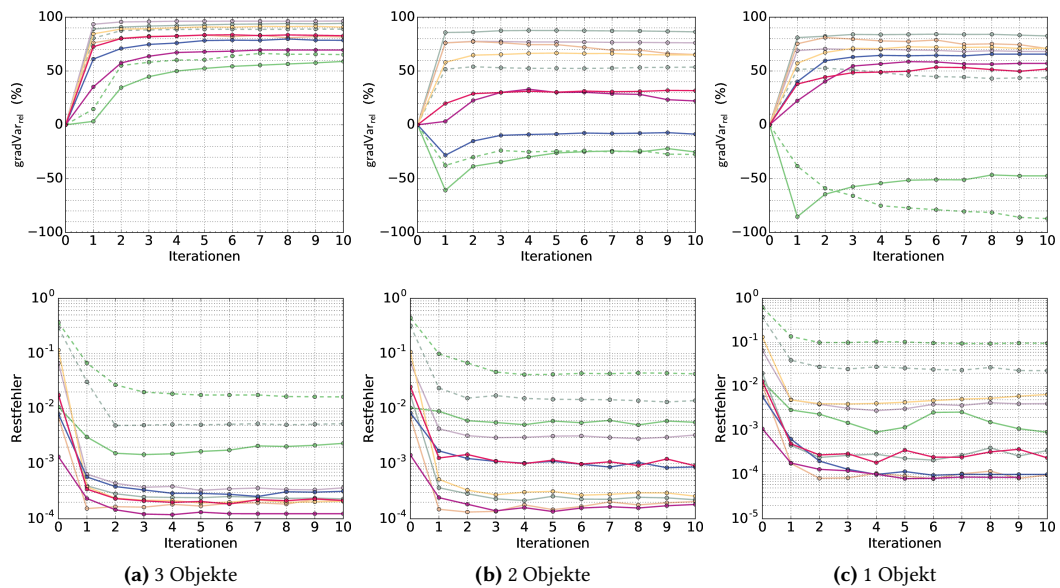 100
50
0
−50
−100
gradVar_rel (%)
0 1 2 3 4 5 6 7 8 9 10
Iterationen
100
50
0
−50
−100
gradVar_rel (%)
0 1 2 3 4 5 6 7 8 9 10
Iterationen
100
50
0
−50
−100
gradVar_rel (%)
0 1 2 3 4 5 6 7 8 9 10
Iterationen
10^0
10^-1
10^-2
10^-3
10^-4
Restfehler
0 1 2 3 4 5 6 7 8 9 10
Iterationen
10^0
10^-1
10^-2
10^-3
10^-4
Restfehler
0 1 2 3 4 5 6 7 8 9 10
Iterationen
10^0
10^-1
10^-2
10^-3
10^-4
10^-5
Restfehler
0 1 2 3 4 5 6 7 8 9 10
Iterationen
(a) 3 Objekte
(b) 2 Objekte
(c) 1 Objekt